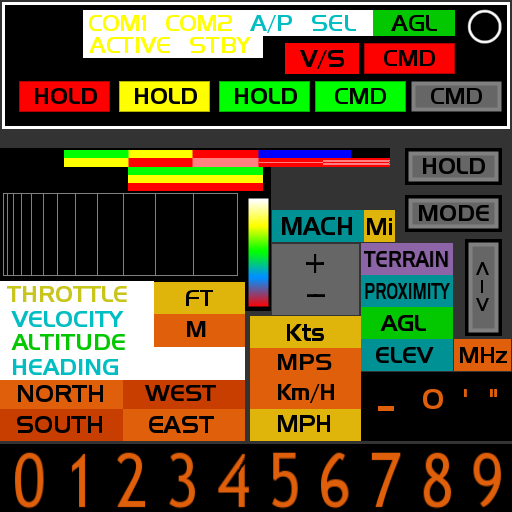 COM1 COM2 A/P SEL AGL
ACTIVE STBY
V/S CMD
HOLD HOLD HOLD CMD CMD
HOLD
MODE
MACH Mi
+
−
TERRAIN
PROXIMITY
AGL
ELEV MHz
< – >
THROTTLE
VELOCITY
ALTITUDE
HEADING
FT
M
Kts
MPS
Km/H
MPH
NORTH WEST
SOUTH EAST
– O ' "
0 1 2 3 4 5 6 7 8 9